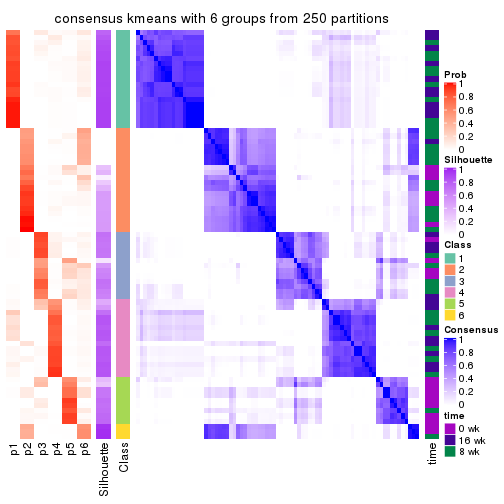 consensus kmeans with 6 groups from 250 partitions
Prob
1
0.8
0.6
0.4
0.2
0
Silhouette
1
0.8
0.6
0.4
0.2
0
Class
1
2
3
4
5
6
Consensus
1
0.8
0.6
0.4
0.2
0
time
0 wk
16 wk
8 wk
p1
p2
p3
p4
p5
p6
Silhouette
Class
time